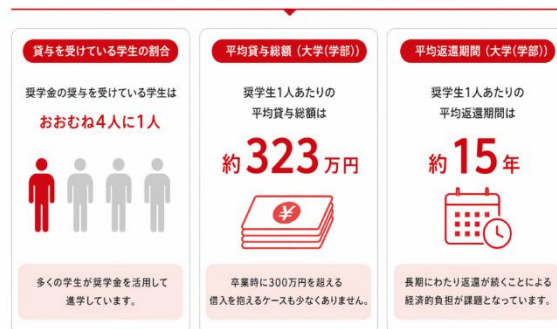 貸与を受けている学生の割合
奨学金の奨与を受けている学生は
おおむね4人に1人
多くの学生が奨学金を活用して
進学しています。
平均貸与総額（大学(学部)）
奨学生1人あたりの
平均貸与総額は
約323万円
卒業時に300万円を超える
借入を抱えるケースも少なくありません。
平均返還期間（大学(学部)）
奨学生1人あたりの
平均返還期間は
約15年
長期にわたり返還が続くことによる
経済的負担が課題となっています。